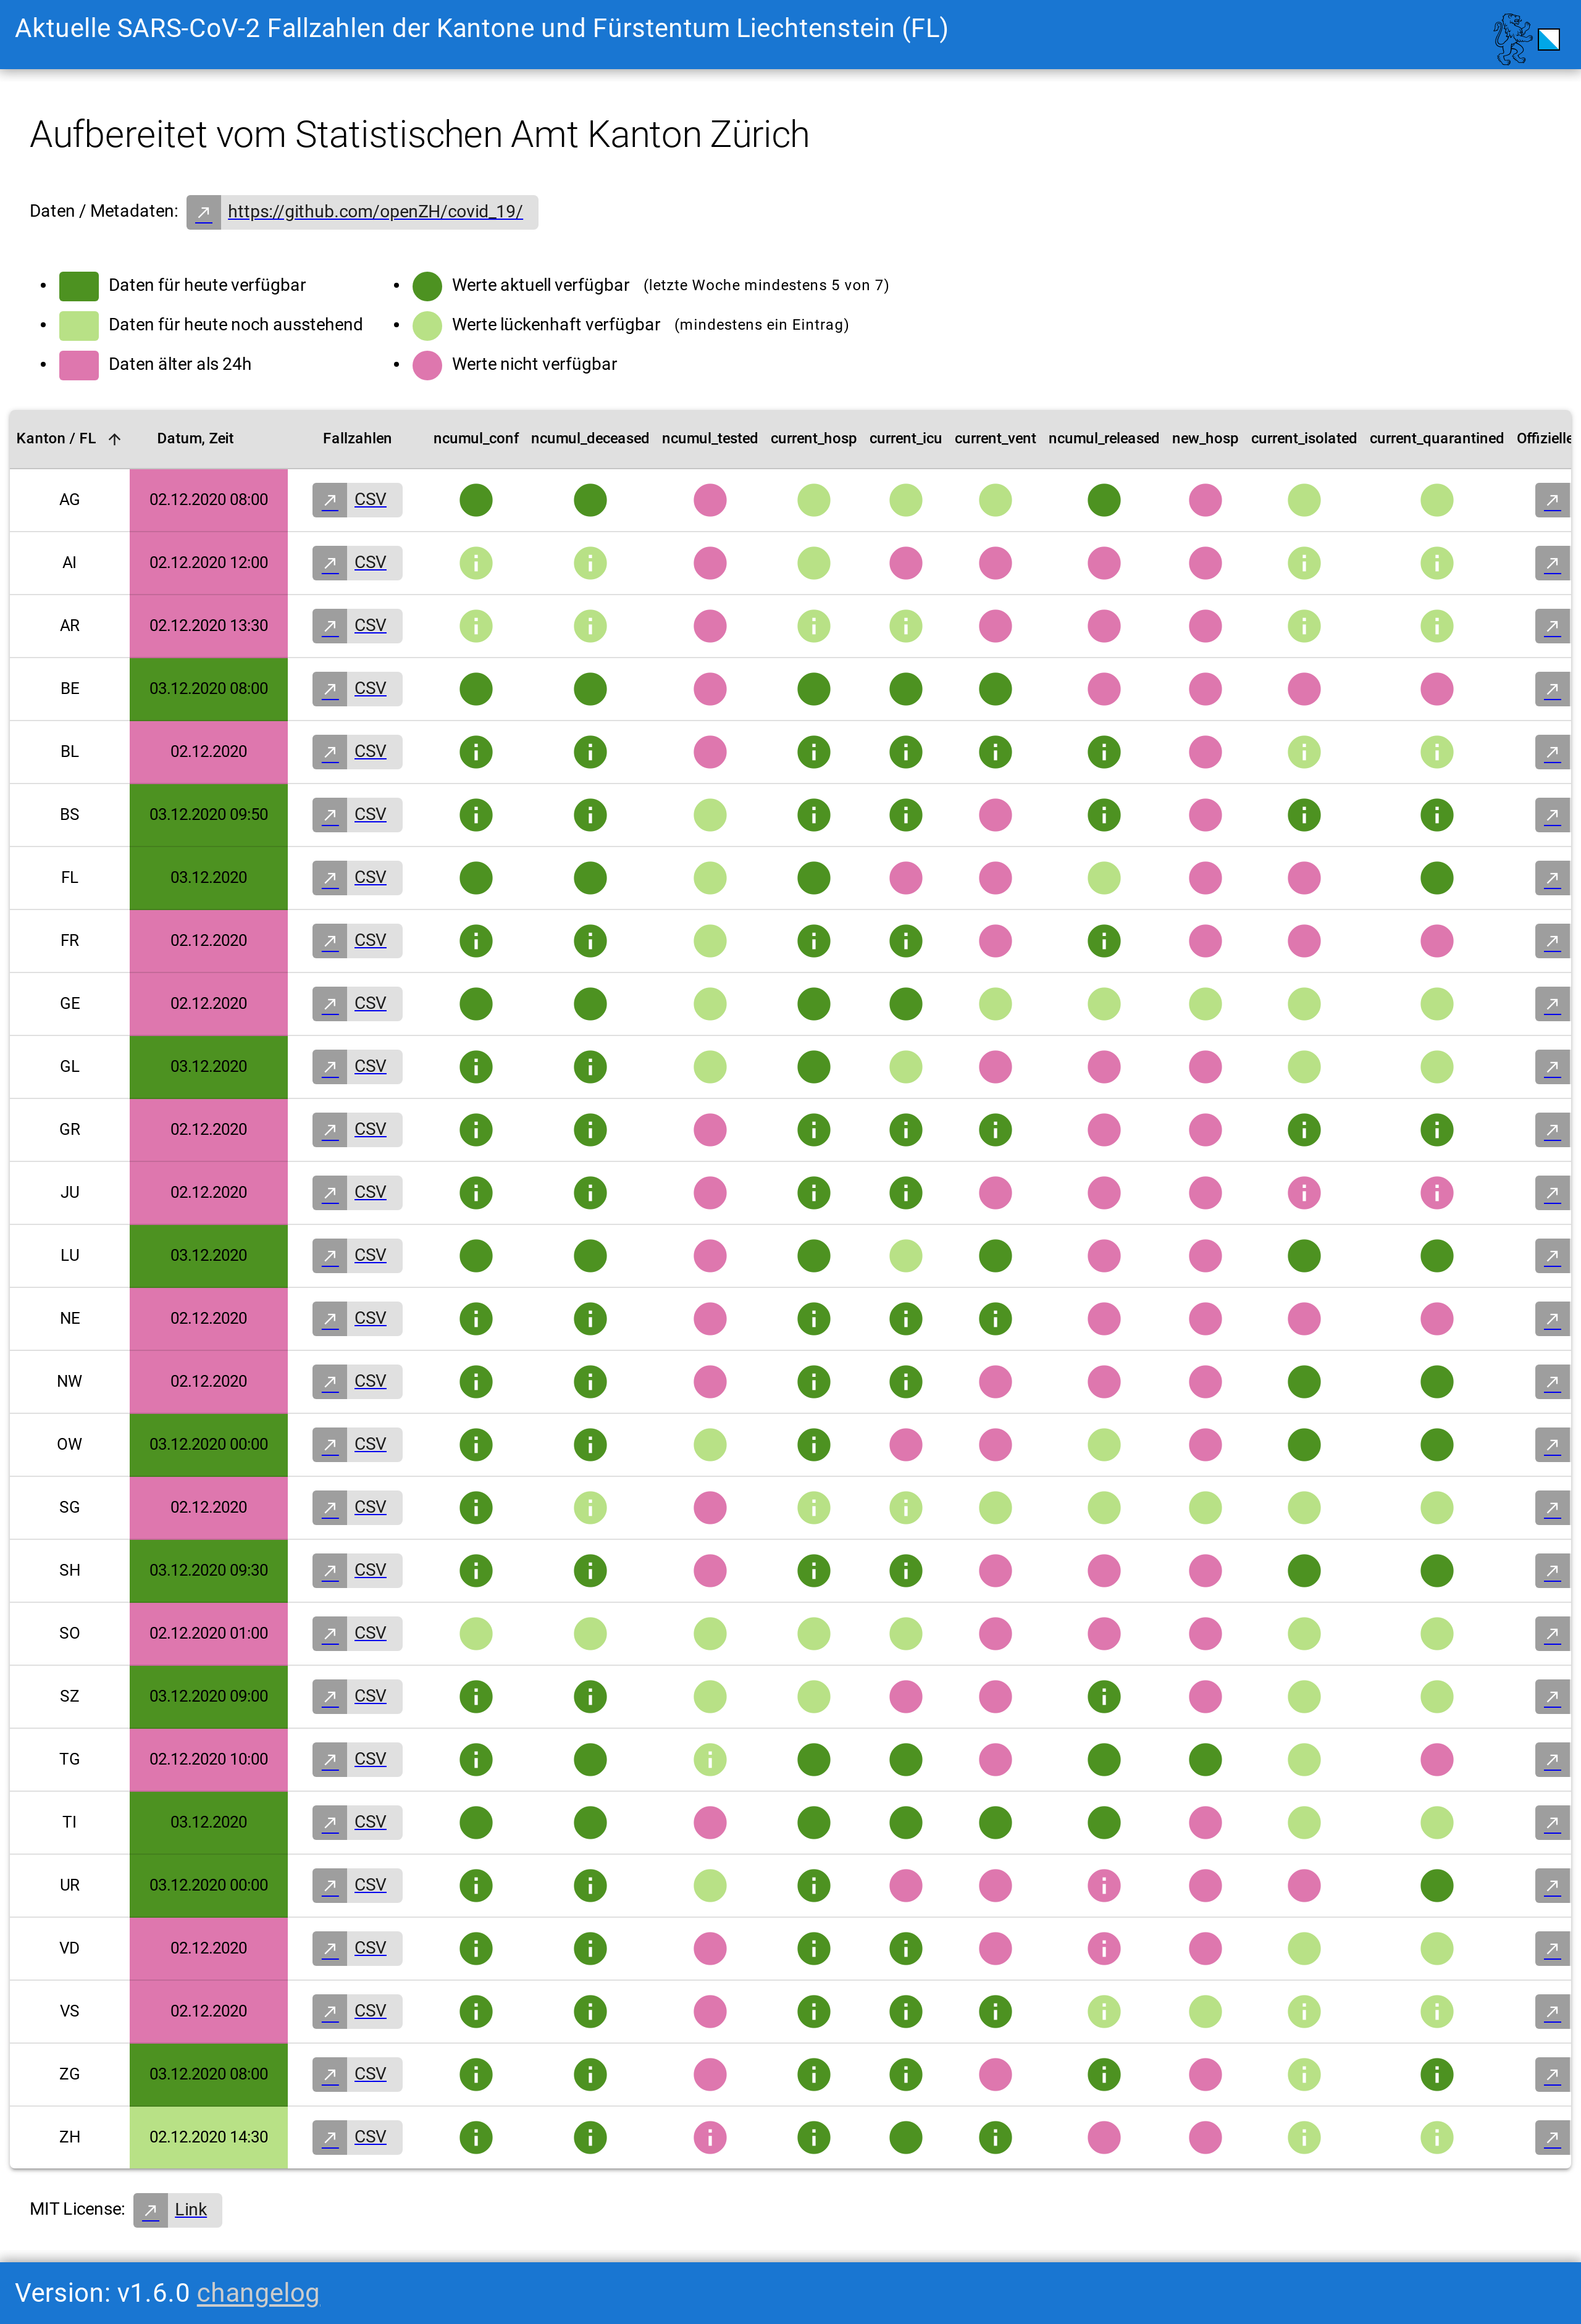 Aktuelle SARS-CoV-2 Fallzahlen der Kantone und Fürstentum Liechtenstein (FL)
Aufbereitet vom Statistischen Amt Kanton Zürich
Daten / Metadaten: https://github.com/openZH/covid_19/
Daten für heute verfügbar
Daten für heute noch ausstehend
Daten älter als 24h
Werte aktuell verfügbar (letzte Woche mindestens 5 von 7)
Werte lückenhaft verfügbar (mindestens ein Eintrag)
Werte nicht verfügbar
Kanton / FL Datum, Zeit Fallzahlen ncumul_conf ncumul_deceased ncumul_tested current_hosp current_icu current_vent ncumul_released new_hosp current_isolated current_quarantined Offizielle
AG 02.12.2020 08:00 CSV
AI 02.12.2020 12:00 CSV
AR 02.12.2020 13:30 CSV
BE 03.12.2020 08:00 CSV
BL 02.12.2020 CSV
BS 03.12.2020 09:50 CSV
FL 03.12.2020 CSV
FR 02.12.2020 CSV
GE 02.12.2020 CSV
GL 03.12.2020 CSV
GR 02.12.2020 CSV
JU 02.12.2020 CSV
LU 03.12.2020 CSV
NE 02.12.2020 CSV
NW 02.12.2020 CSV
OW 03.12.2020 00:00 CSV
SG 02.12.2020 CSV
SH 03.12.2020 09:30 CSV
SO 02.12.2020 01:00 CSV
SZ 03.12.2020 09:00 CSV
TG 02.12.2020 10:00 CSV
TI 03.12.2020 CSV
UR 03.12.2020 00:00 CSV
VD 02.12.2020 CSV
VS 02.12.2020 CSV
ZG 03.12.2020 08:00 CSV
ZH 02.12.2020 14:30 CSV
MIT License: Link
Version: v1.6.0 changelog